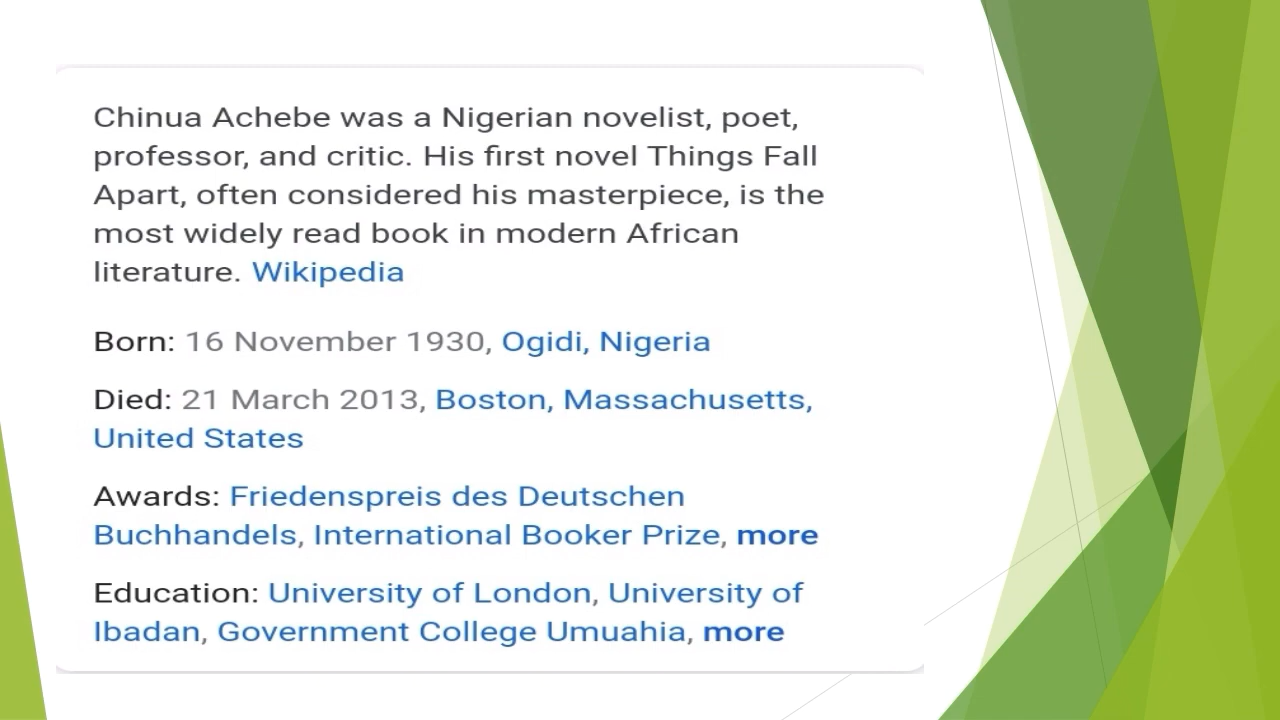 Chinua Achebe was a Nigerian novelist, poet,
professor, and critic. His first novel Things Fall
Apart, often considered his masterpiece, is the
most widely read book in modern African
literature. Wikipedia
Born: 16 November 1930, Ogidi, Nigeria
Died: 21 March 2013, Boston, Massachusetts,
United States
Awards: Friedenspreis des Deutschen
Buchhandels, International Booker Prize, more
Education: University of London, University of
Ibadan, Government College Umuahia, more